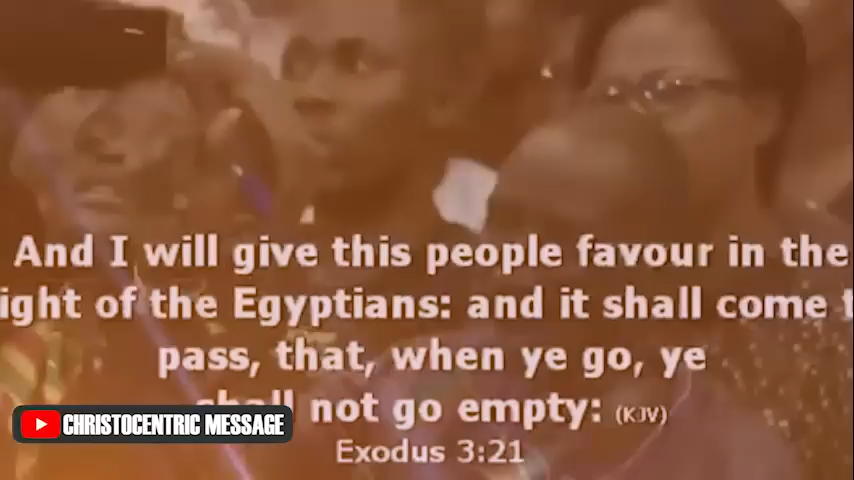 And I will give this people favour in the
ight of the Egyptians: and it shall come t
pass, that, when ye go, ye
shall not go empty: (KJV)
CHRISTOCENTRIC MESSAGE
Exodus 3:21